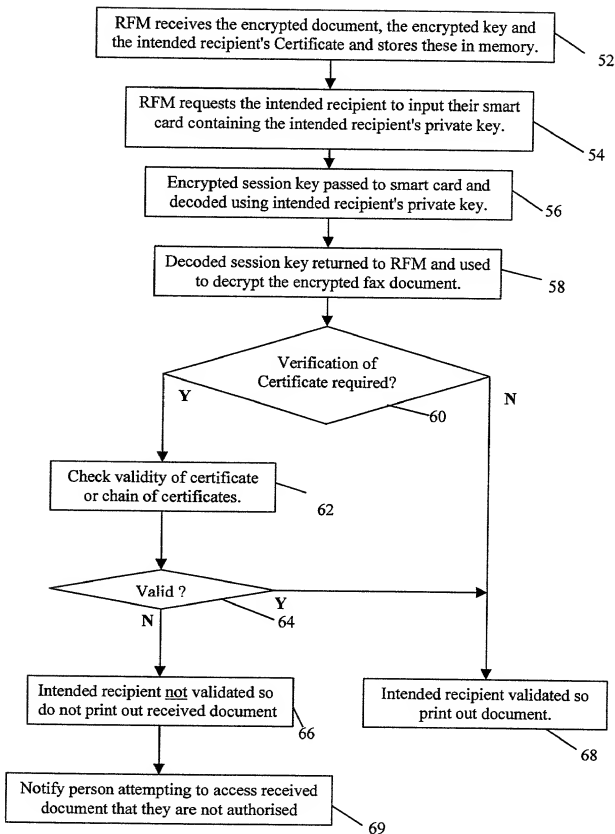 RFM receives the encrypted document, the encrypted key and
the intended recipient's Certificate and stores these in memory.
52
RFM requests the intended recipient to input their smart
card containing the intended recipient's private key.
54
Encrypted session key passed to smart card and
decoded using intended recipient's private key.
56
Decoded session key returned to RFM and used
to decrypt the encrypted fax document.
58
Verification of
Certificate required?
Y
N
60
Check validity of certificate
or chain of certificates.
62
Valid ?
Y
N
64
Intended recipient not validated so
do not print out received document
66
Intended recipient validated so
print out document.
68
Notify person attempting to access received
document that they are not authorised
69